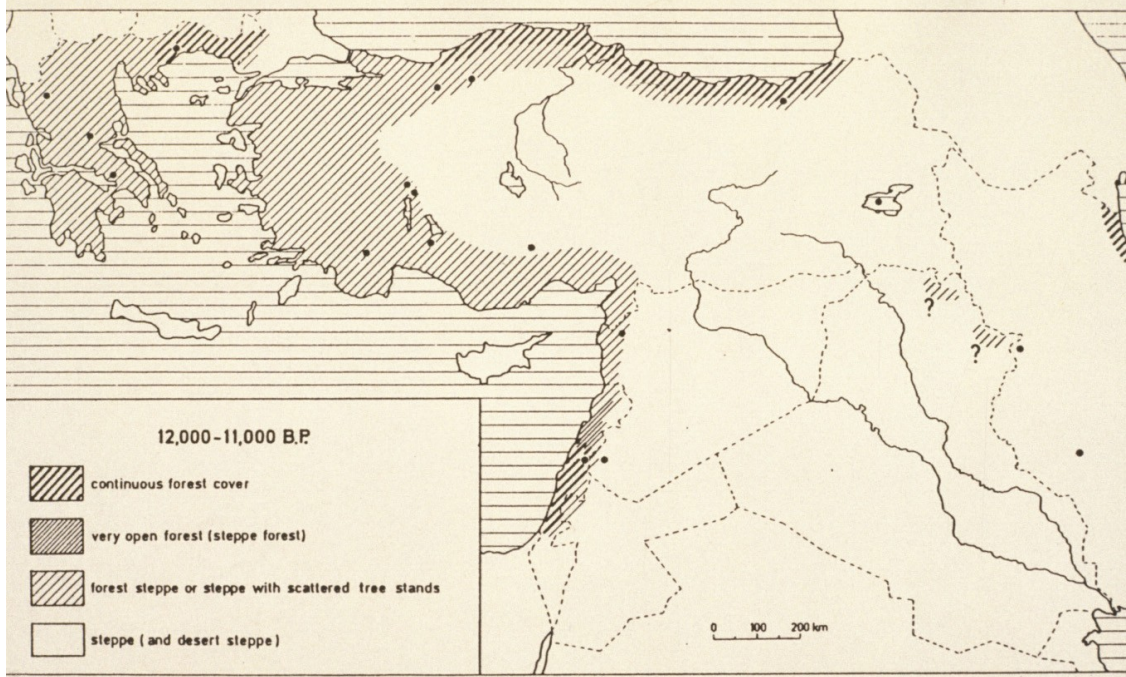 ?
?
12,000-11,000 B.P.
continuous forest cover
very open forest (steppe forest)
forest steppe or steppe with scattered tree stands
steppe (and desert steppe)
0 100 200 km